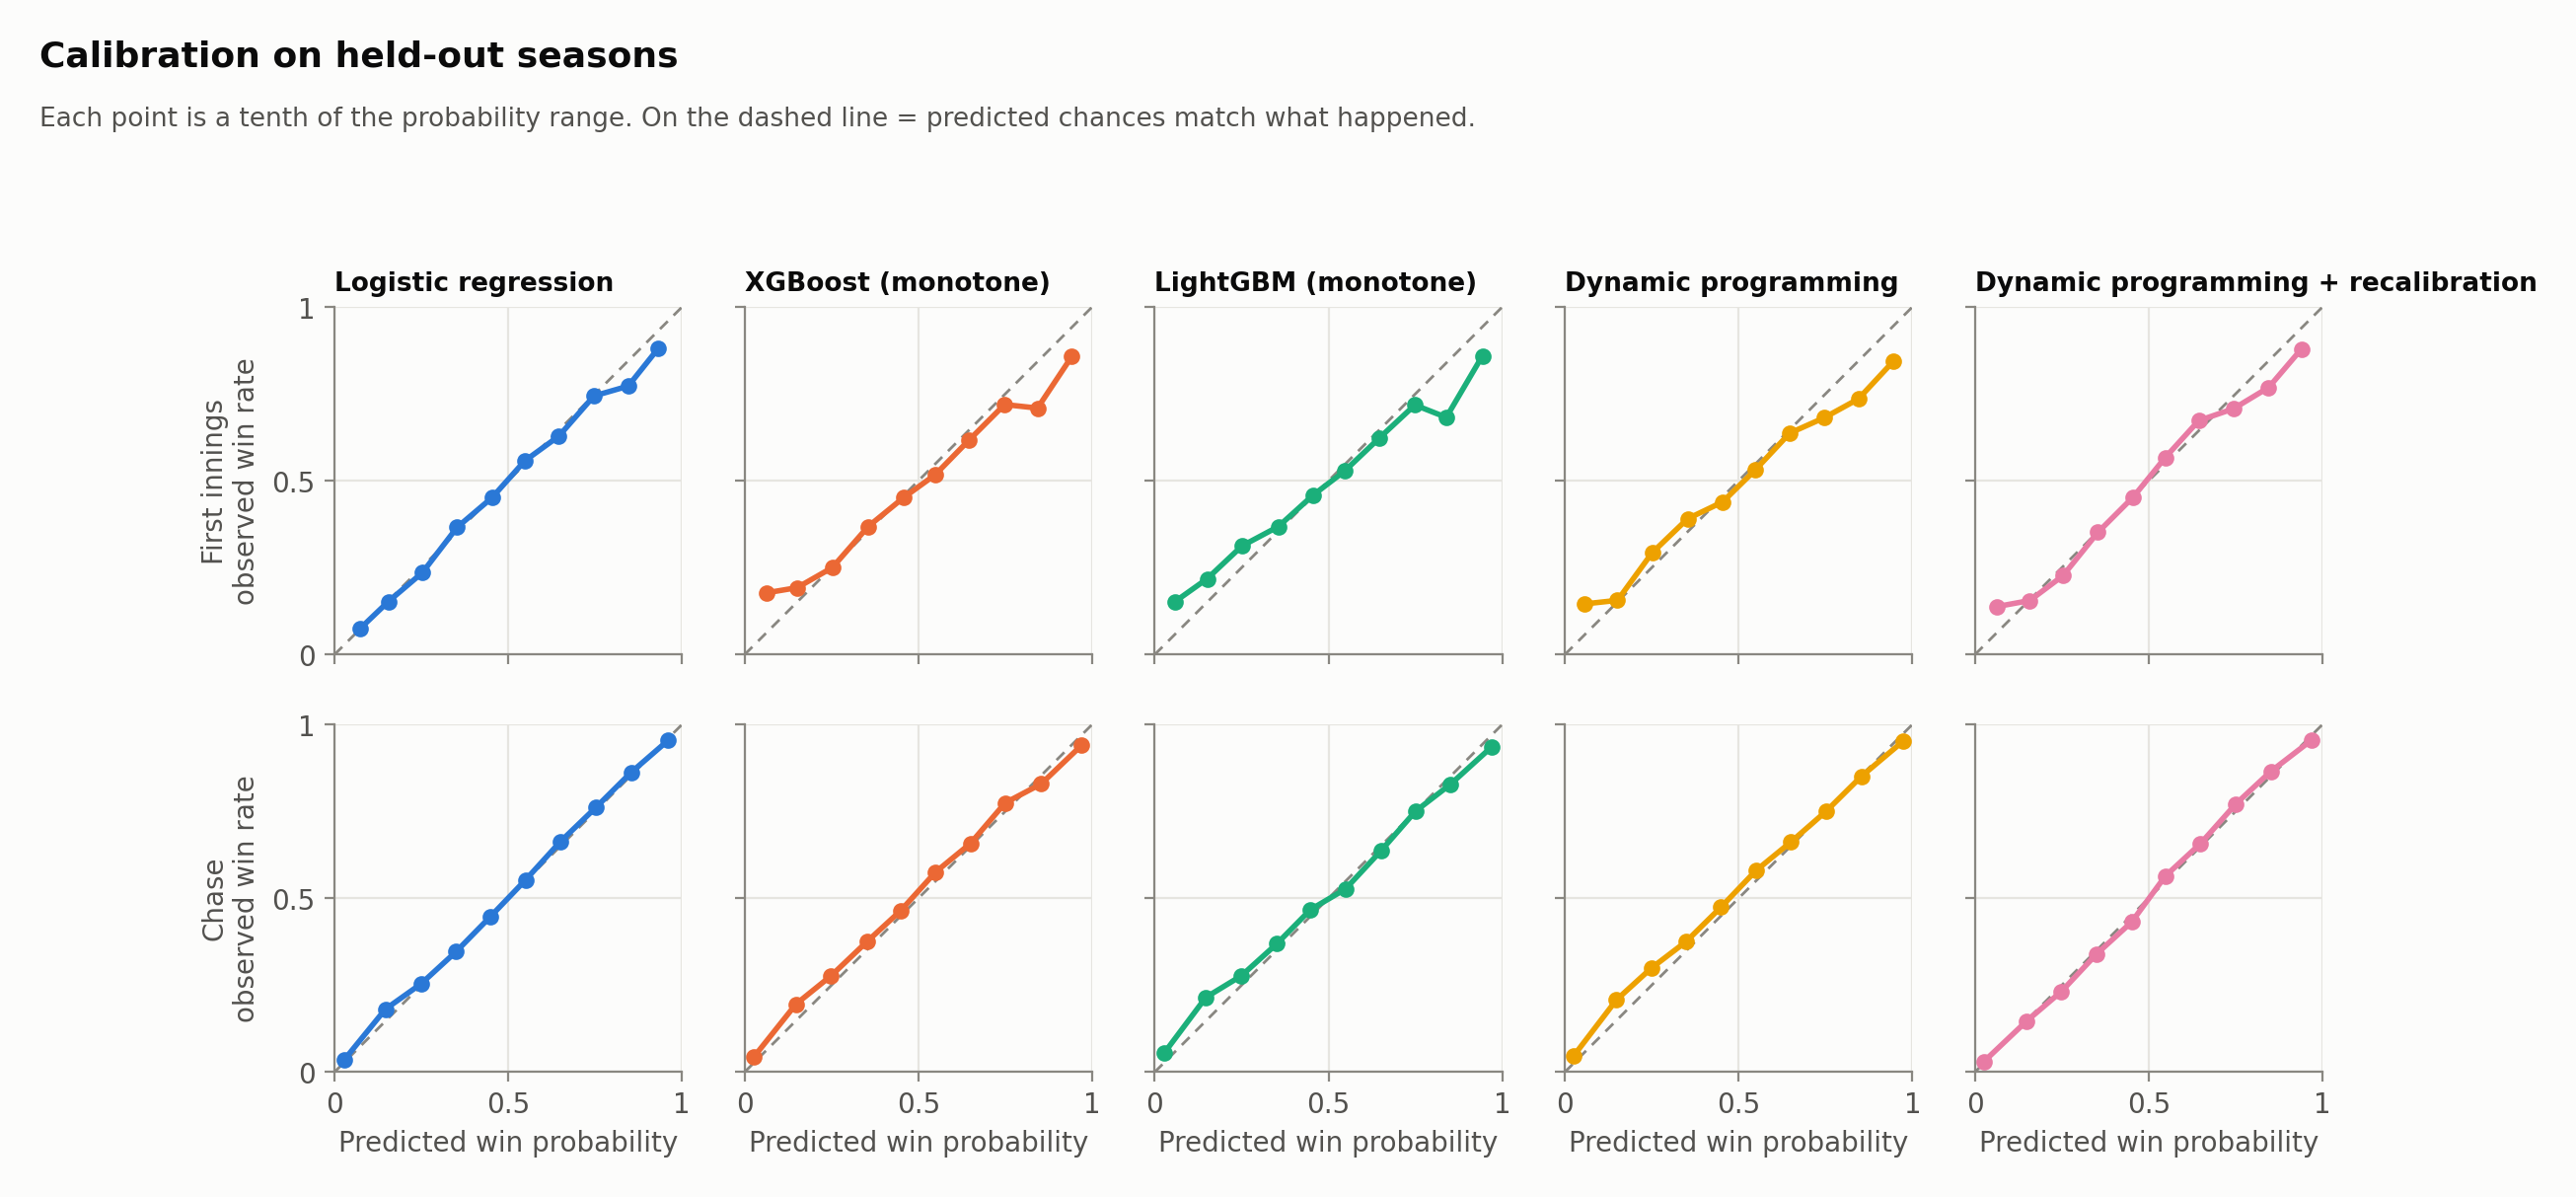 Calibration on held-out seasons
Each point is a tenth of the probability range. On the dashed line = predicted chances match what happened.
Logistic regression
XGBoost (monotone)
LightGBM (monotone)
Dynamic programming
Dynamic programming + recalibration
First innings
observed win rate
1
0.5
0
Chase
observed win rate
1
0.5
0
0 0.5 1
0 0.5 1
0 0.5 1
0 0.5 1
0 0.5 1
Predicted win probability
Predicted win probability
Predicted win probability
Predicted win probability
Predicted win probability